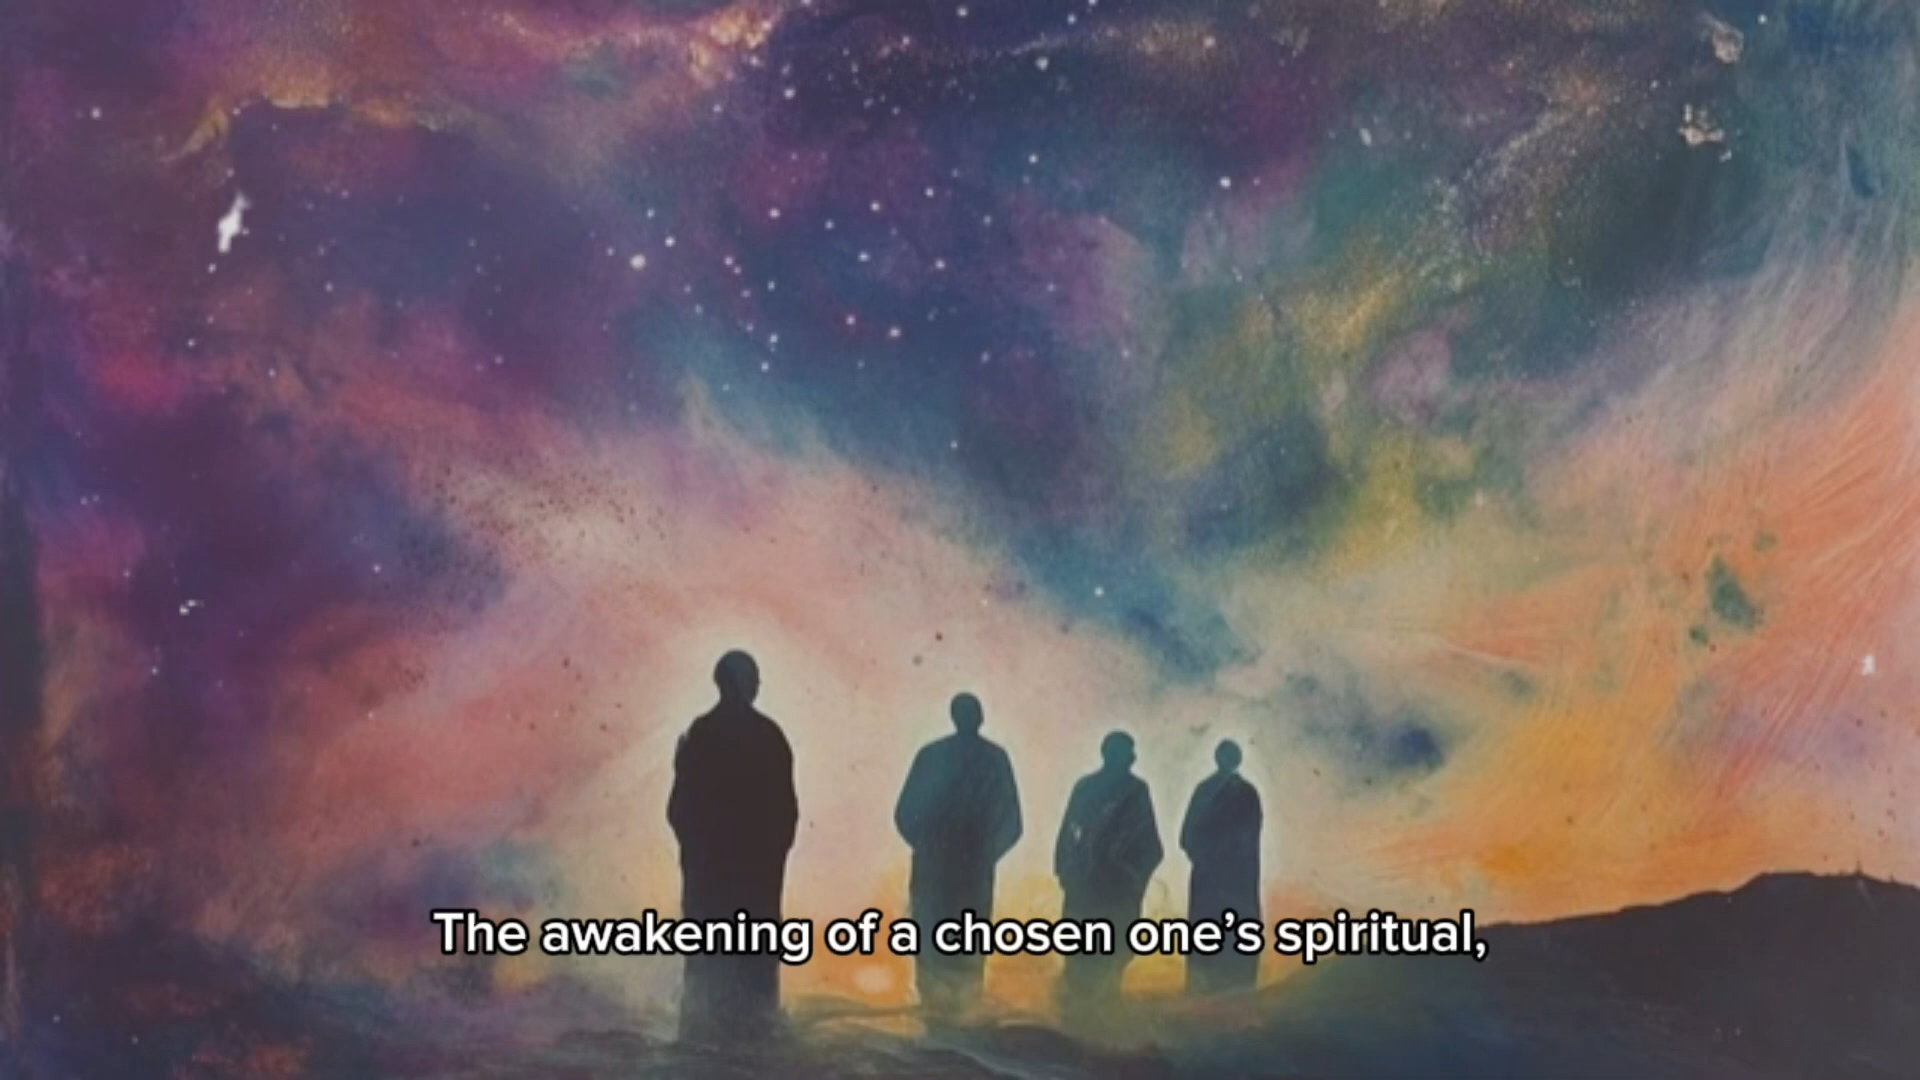 The awakening of a chosen one’s spiritual,